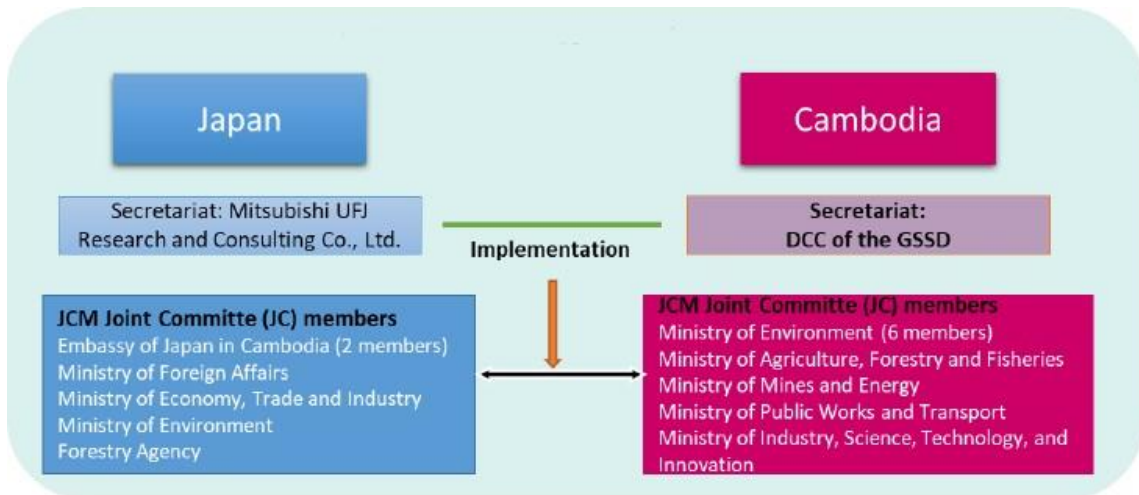 Japan
Cambodia
Secretariat: Mitsubishi UFJ
Research and Consulting Co., Ltd.
Implementation
Secretariat:
DCC of the GSSD
JCM Joint Committe (JC) members
Embassy of Japan in Cambodia (2 members)
Ministry of Foreign Affairs
Ministry of Economy, Trade and Industry
Ministry of Environment
Forestry Agency
JCM Joint Committe (JC) members
Ministry of Environment (6 members)
Ministry of Agriculture, Forestry and Fisheries
Ministry of Mines and Energy
Ministry of Public Works and Transport
Ministry of Industry, Science, Technology, and
Innovation